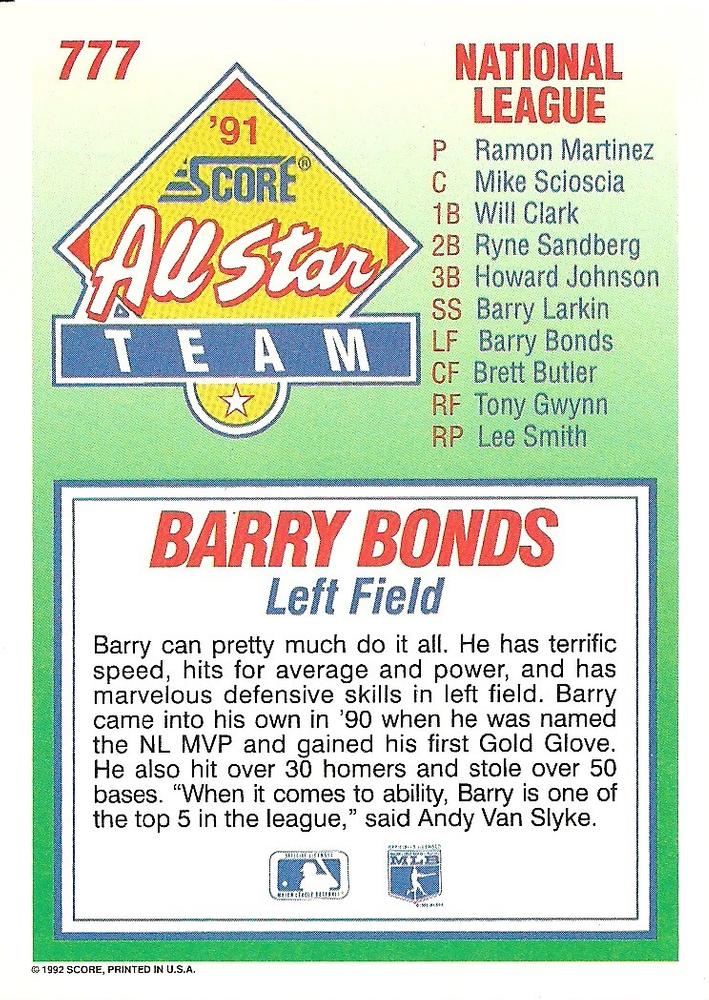 777
'91
SCORE®
All Star
TEAM
NATIONAL
LEAGUE
P Ramon Martinez
C Mike Scioscia
1B Will Clark
2B Ryne Sandberg
3B Howard Johnson
SS Barry Larkin
LF Barry Bonds
CF Brett Butler
RF Tony Gwynn
RP Lee Smith
BARRY BONDS
Left Field
Barry can pretty much do it all. He has terrific
speed, hits for average and power, and has
marvelous defensive skills in left field. Barry
came into his own in '90 when he was named
the NL MVP and gained his first Gold Glove.
He also hit over 30 homers and stole over 50
bases. “When it comes to ability, Barry is one of
the top 5 in the league,” said Andy Van Slyke.
MLB
© 1992 SCORE, PRINTED IN U.S.A.